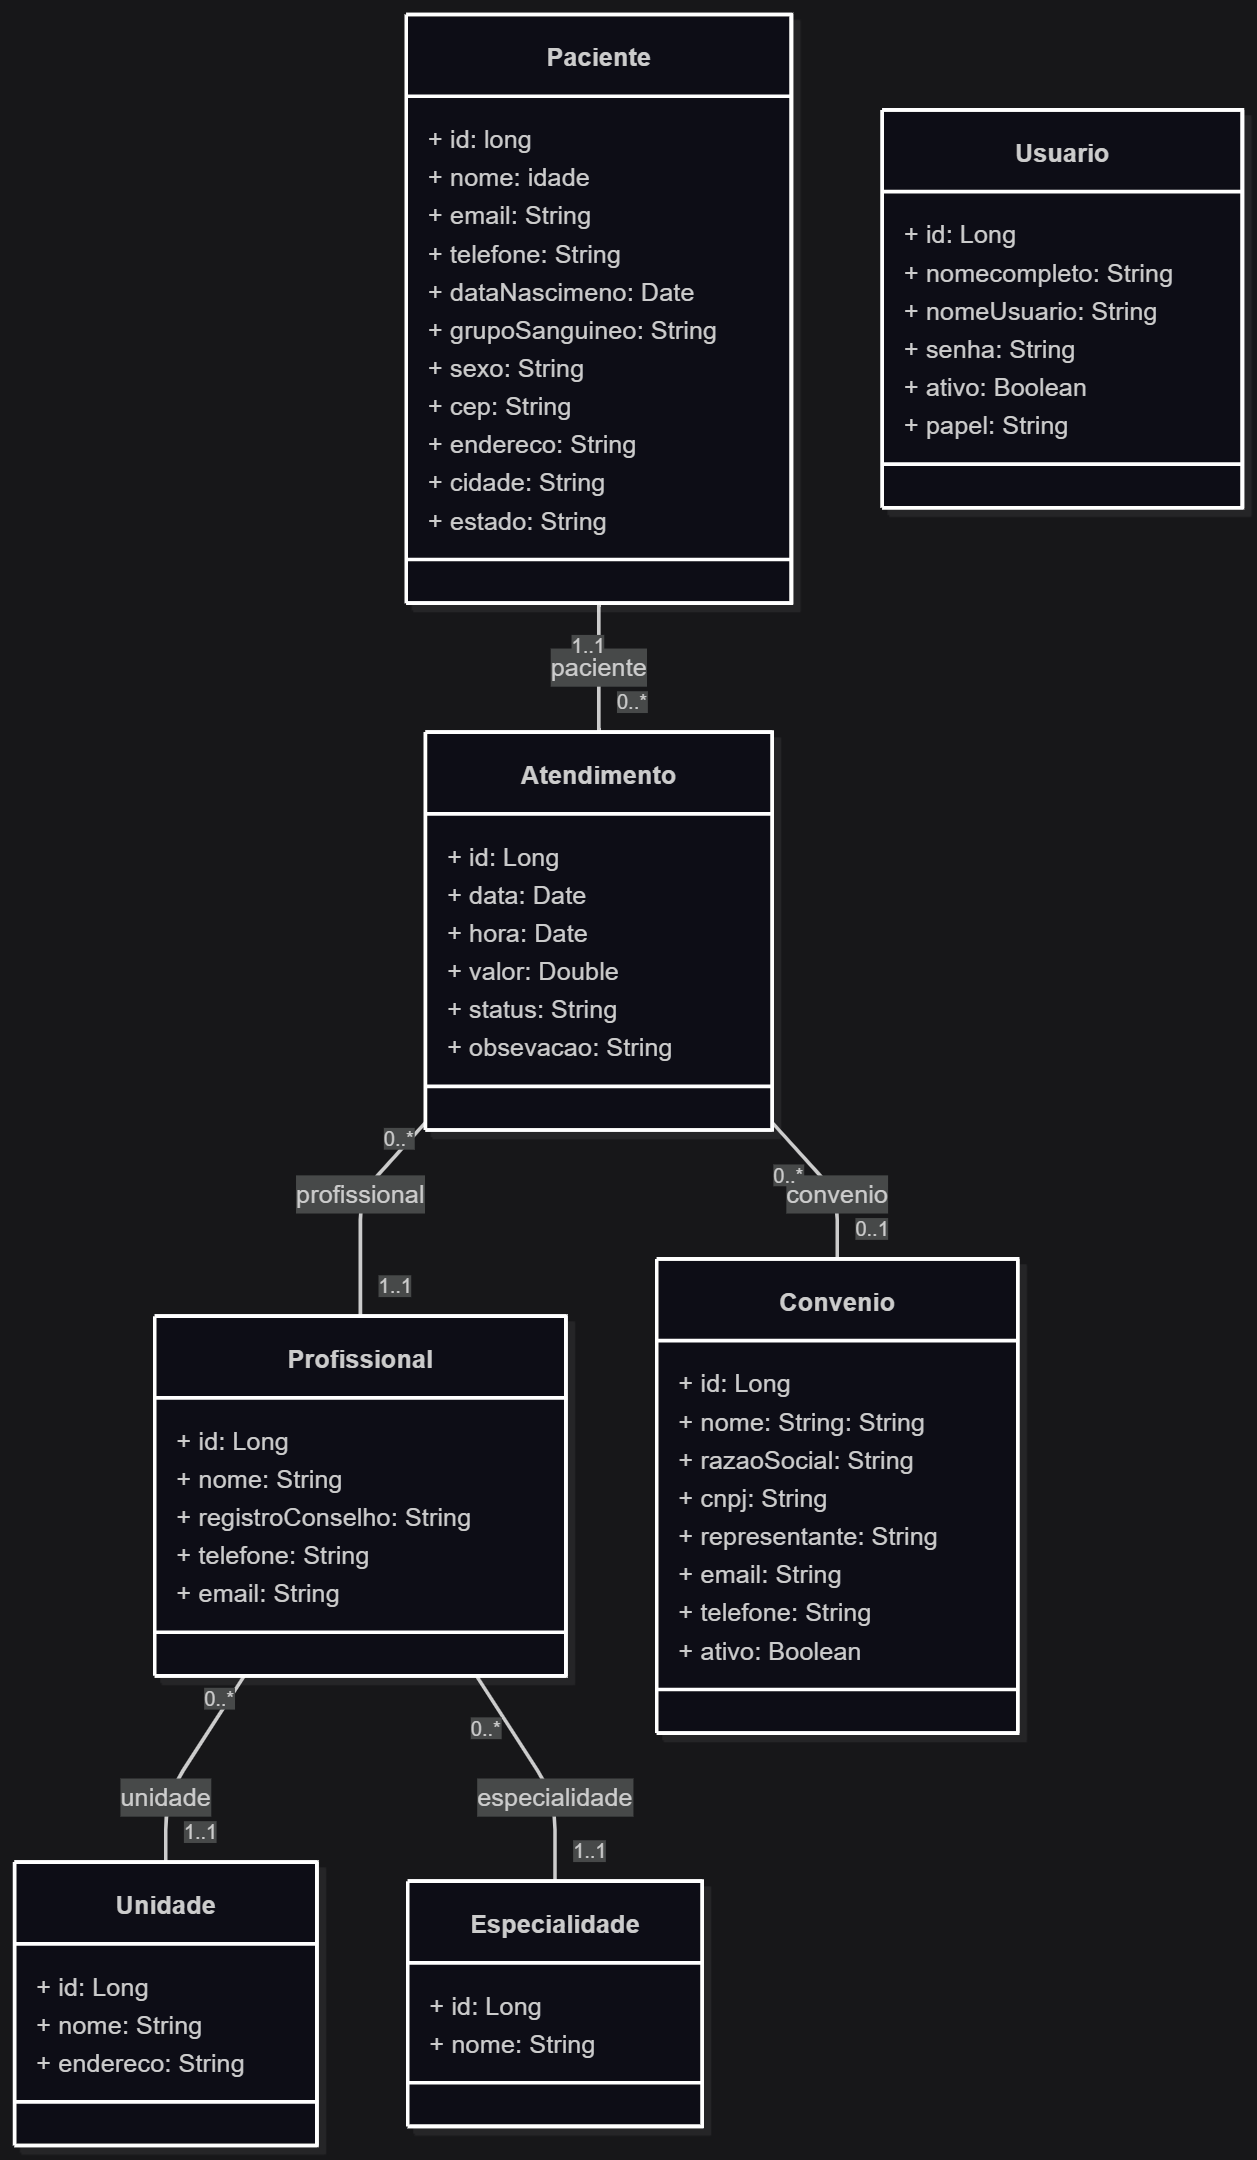 Paciente
+ id: long
+ nome: idade
+ email: String
+ telefone: String
+ dataNascimeno: Date
+ grupoSanguineo: String
+ sexo: String
+ cep: String
+ endereco: String
+ cidade: String
+ estado: String
Usuario
+ id: Long
+ nomecompleto: String
+ nomeUsuario: String
+ senha: String
+ ativo: Boolean
+ papel: String
1..1
paciente
0..*
Atendimento
+ id: Long
+ data: Date
+ hora: Date
+ valor: Double
+ status: String
+ obsevacao: String
0..*
profissional
1..1
0..*
convenio
0..1
Profissional
+ id: Long
+ nome: String
+ registroConselho: String
+ telefone: String
+ email: String
Convenio
+ id: Long
+ nome: String: String
+ razaoSocial: String
+ cnpj: String
+ representante: String
+ email: String
+ telefone: String
+ ativo: Boolean
0..*
unidade
1..1
0..*
especialidade
1..1
Unidade
+ id: Long
+ nome: String
+ endereco: String
Especialidade
+ id: Long
+ nome: String